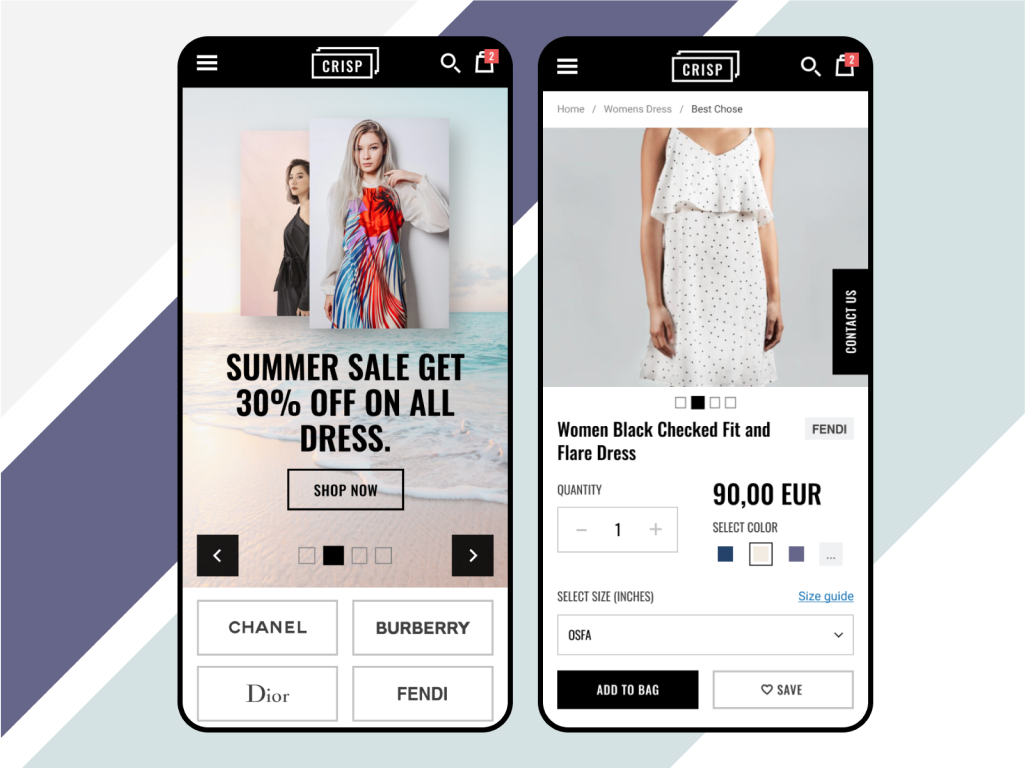 CRISP
2
SUMMER SALE GET
30% OFF ON ALL
DRESS.
SHOP NOW
CHANEL
BURBERRY
Dior
FENDI
CRISP
2
Home / Womens Dress / Best Chose
CONTACT US
Women Black Checked Fit and
Flare Dress
FENDI
QUANTITY
90,00 EUR
1
SELECT COLOR
...
SELECT SIZE (INCHES)
Size guide
OSFA
ADD TO BAG
SAVE